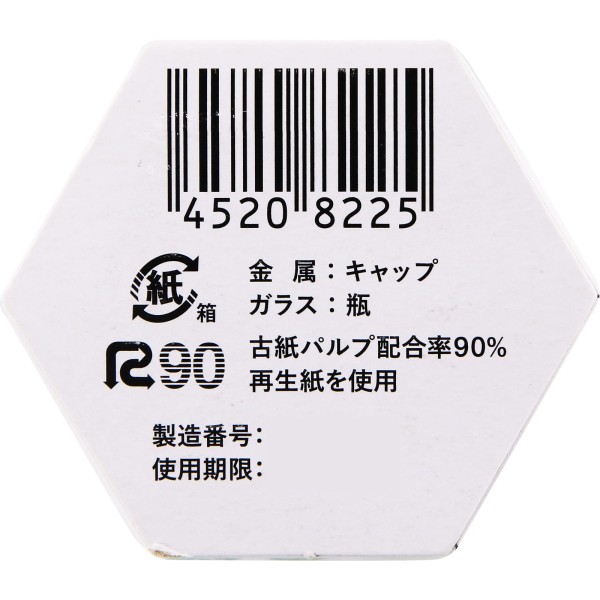 4520 8225
紙 箱
金属：キャップ
ガラス：瓶
R90
古紙パルプ配合率90%
再生紙を使用
製造番号：
使用期限：